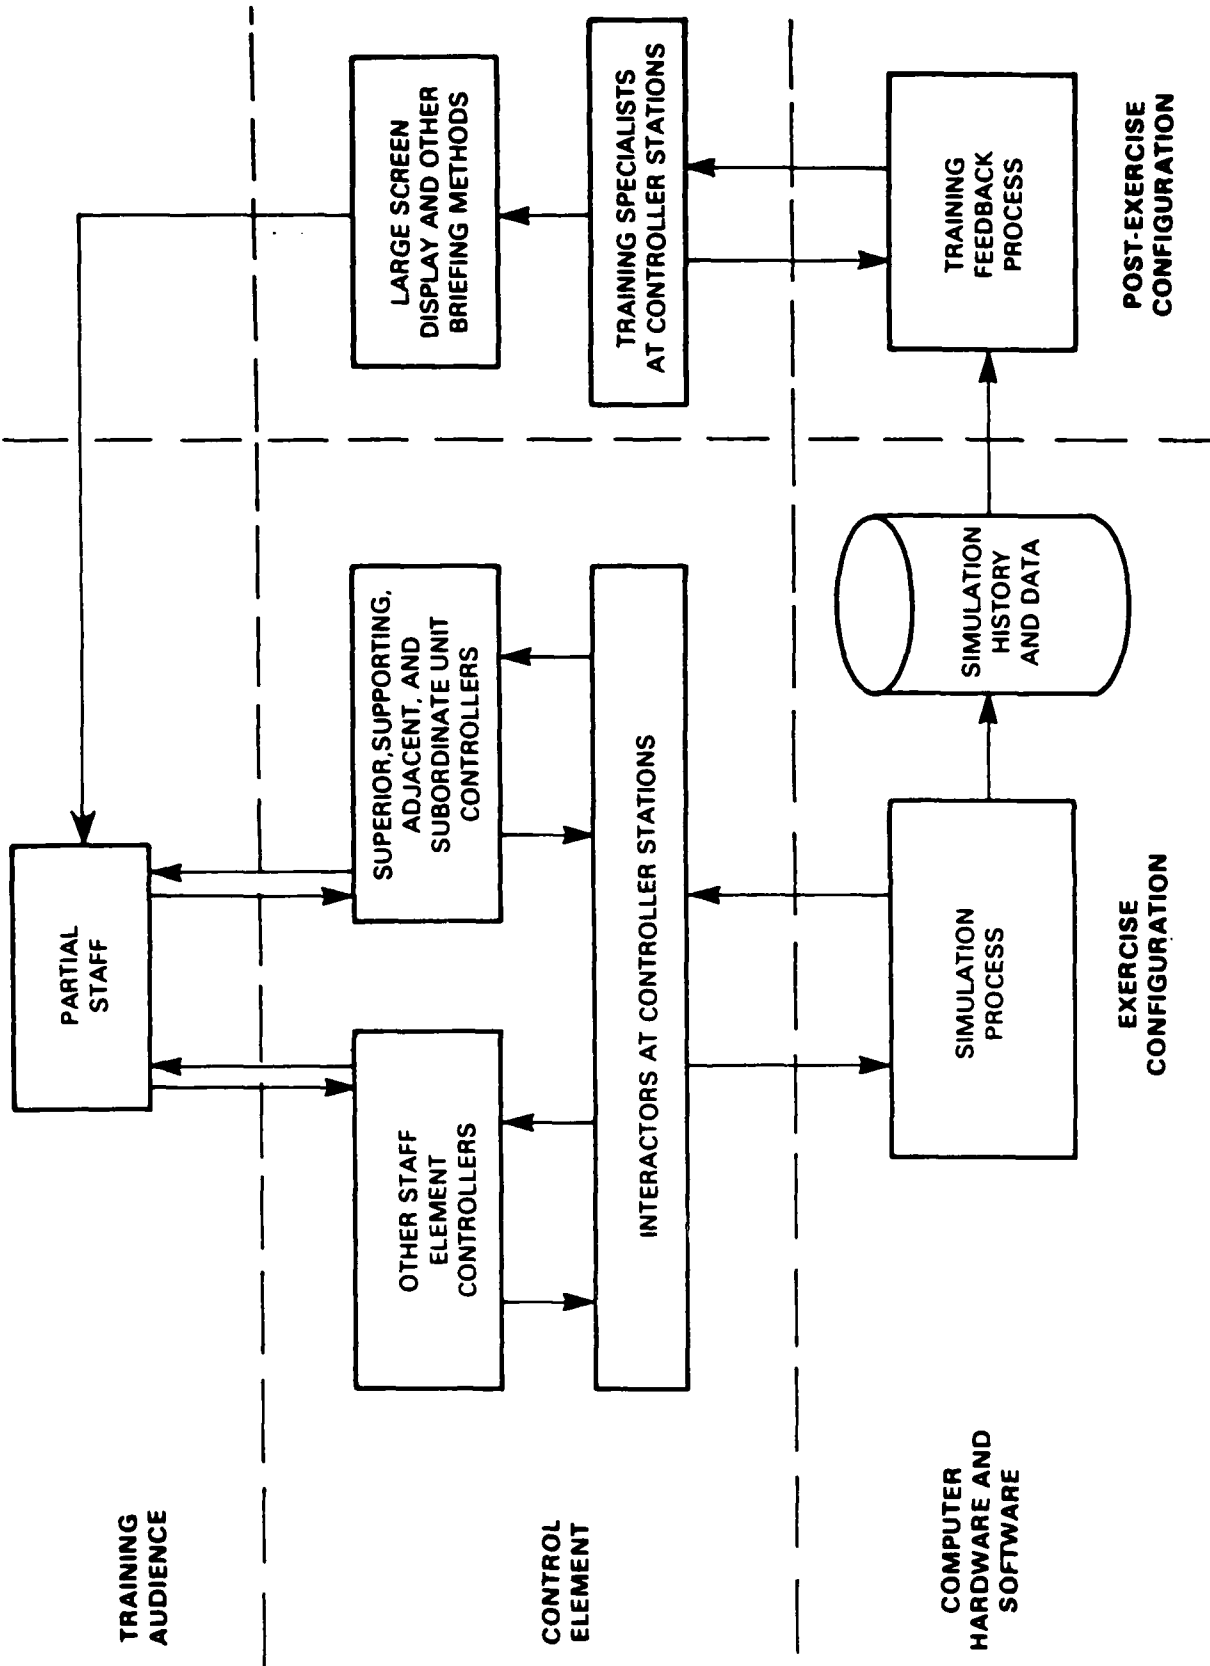 TRAINING
AUDIENCE
PARTIAL
STAFF
CONTROL
ELEMENT
OTHER STAFF
ELEMENT
CONTROLLERS
SUPERIOR, SUPPORTING,
ADJACENT, AND
SUBORDINATE UNIT
CONTROLLERS
LARGE SCREEN
DISPLAY AND OTHER
BRIEFING METHODS
INTERACTORS AT CONTROLLER STATIONS
TRAINING SPECIALISTS
AT CONTROLLER STATIONS
COMPUTER
HARDWARE AND
SOFTWARE
SIMULATION
PROCESS
SIMULATION
HISTORY
AND DATA
TRAINING
FEEDBACK
PROCESS
EXERCISE
CONFIGURATION
POST-EXERCISE
CONFIGURATION